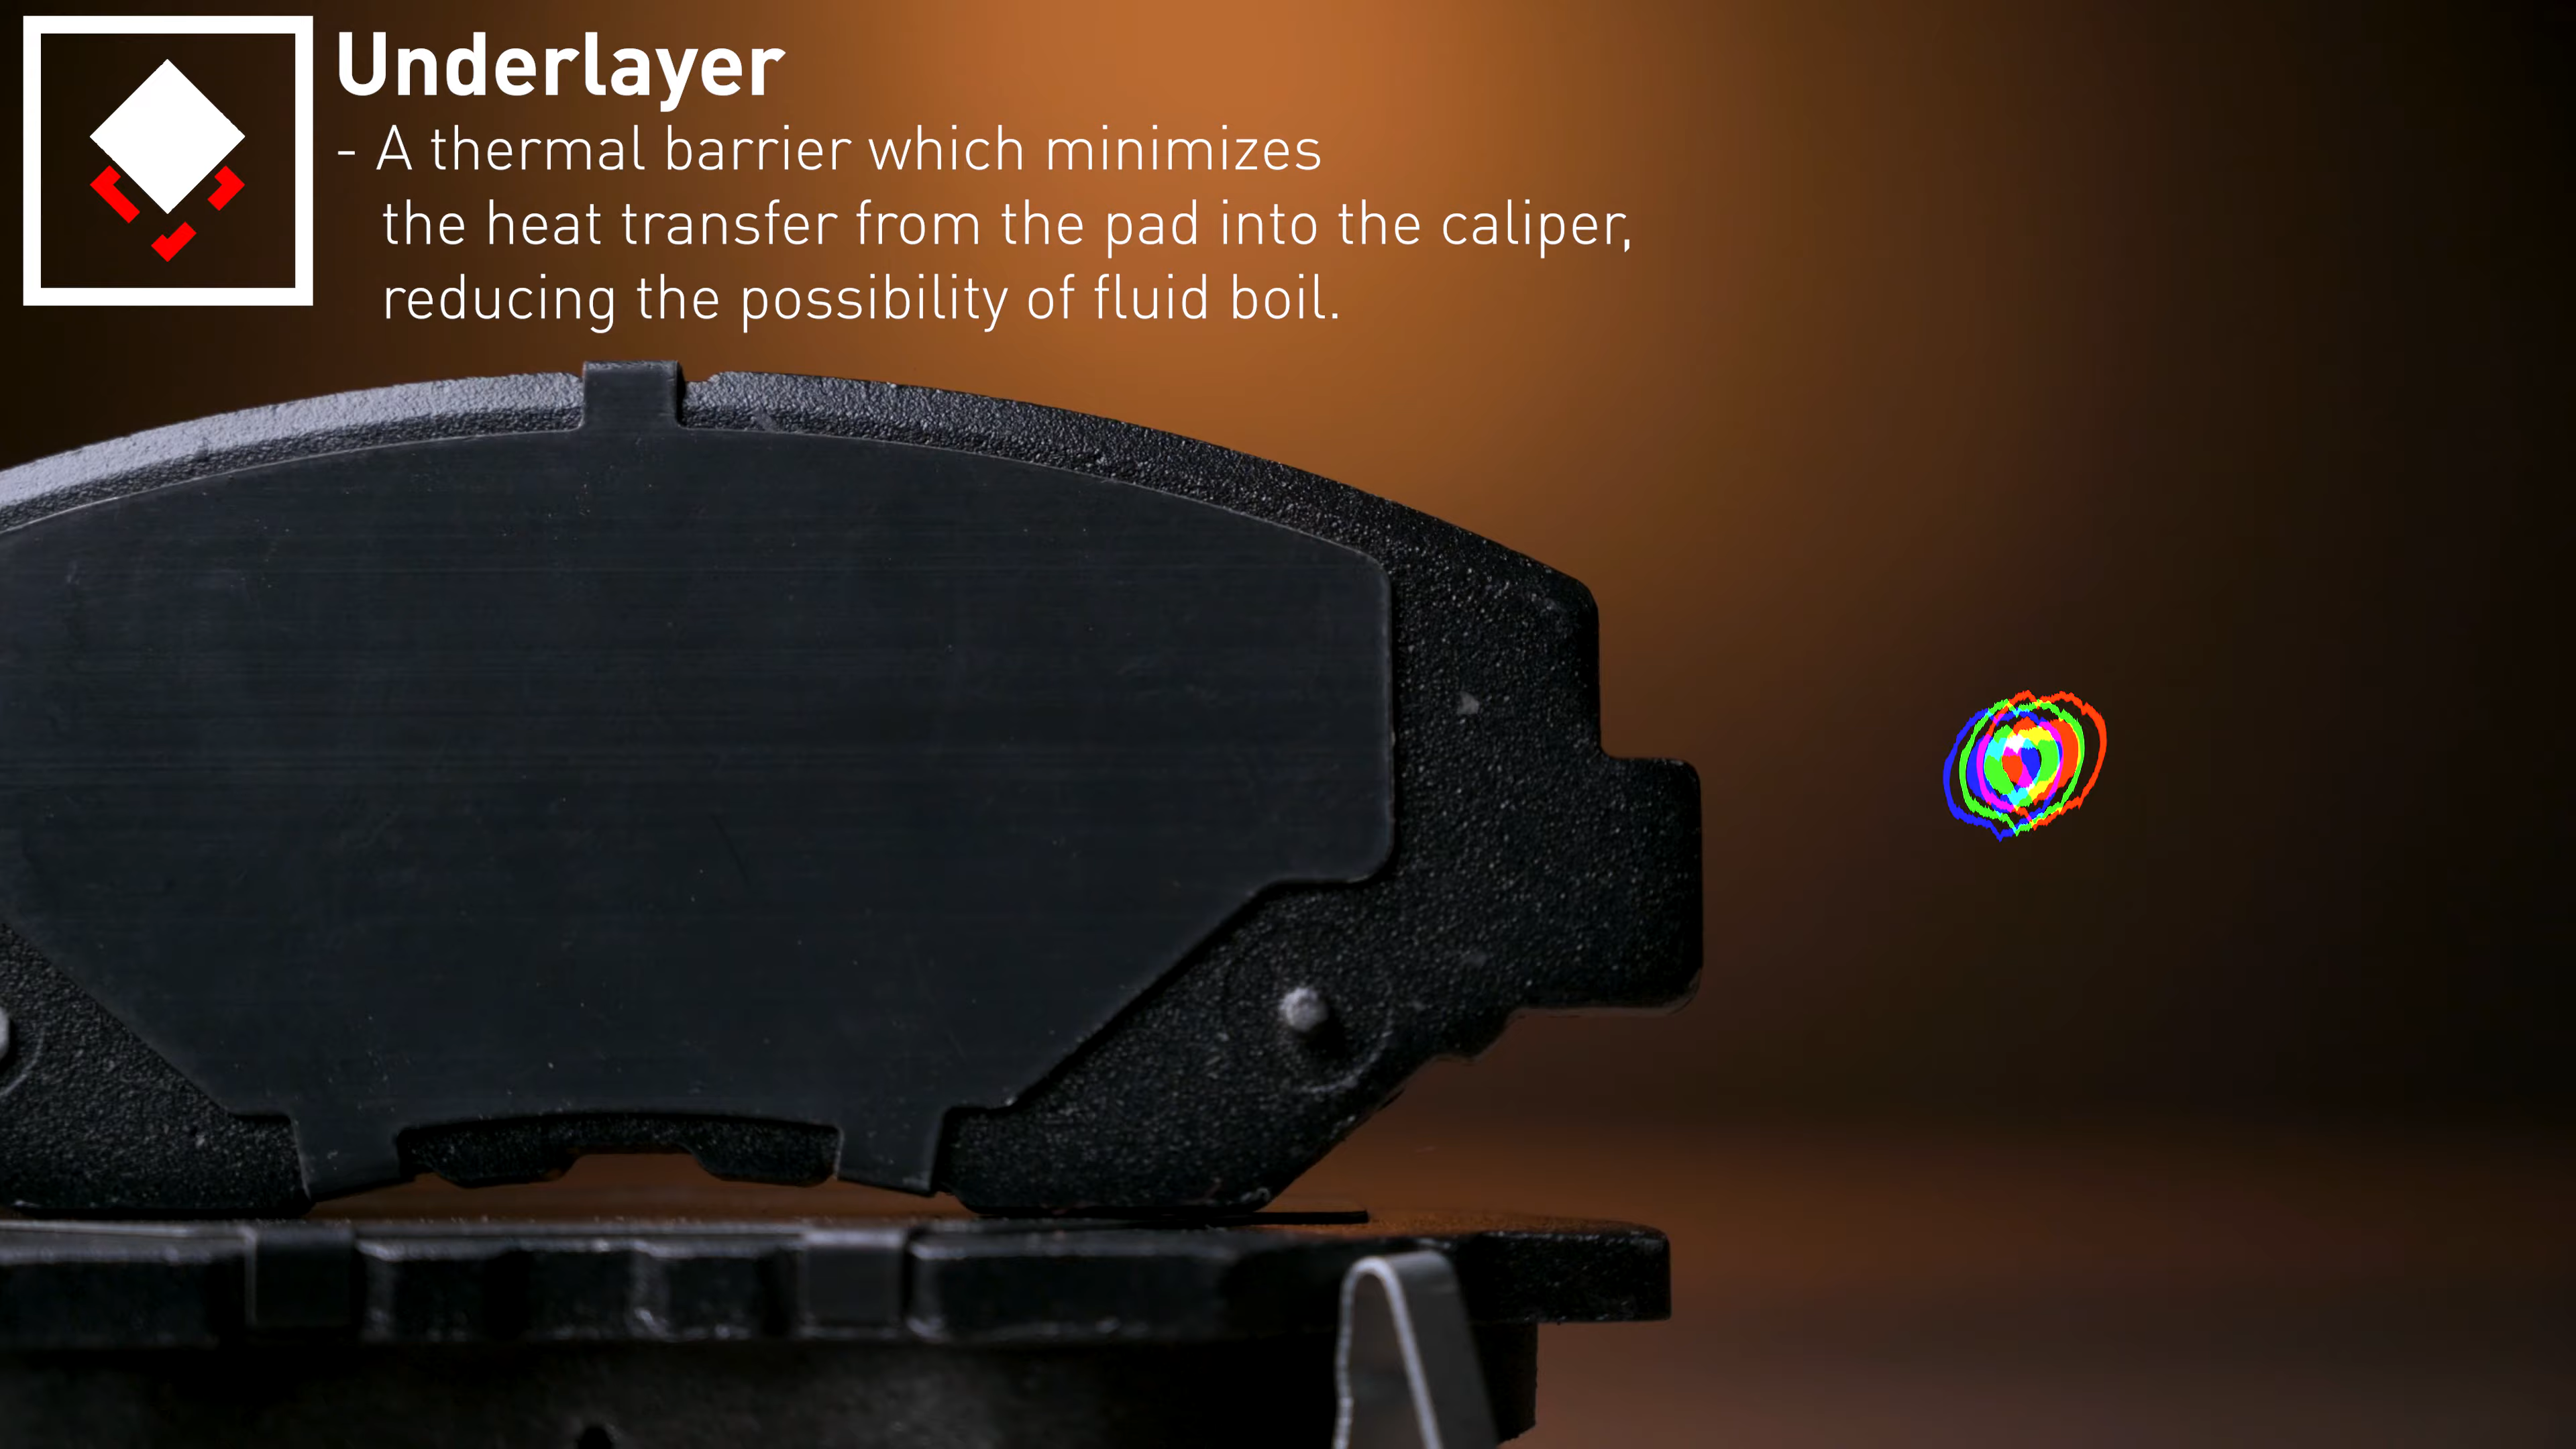 Underlayer
- A thermal barrier which minimizes
the heat transfer from the pad into the caliper,
reducing the possibility of fluid boil.